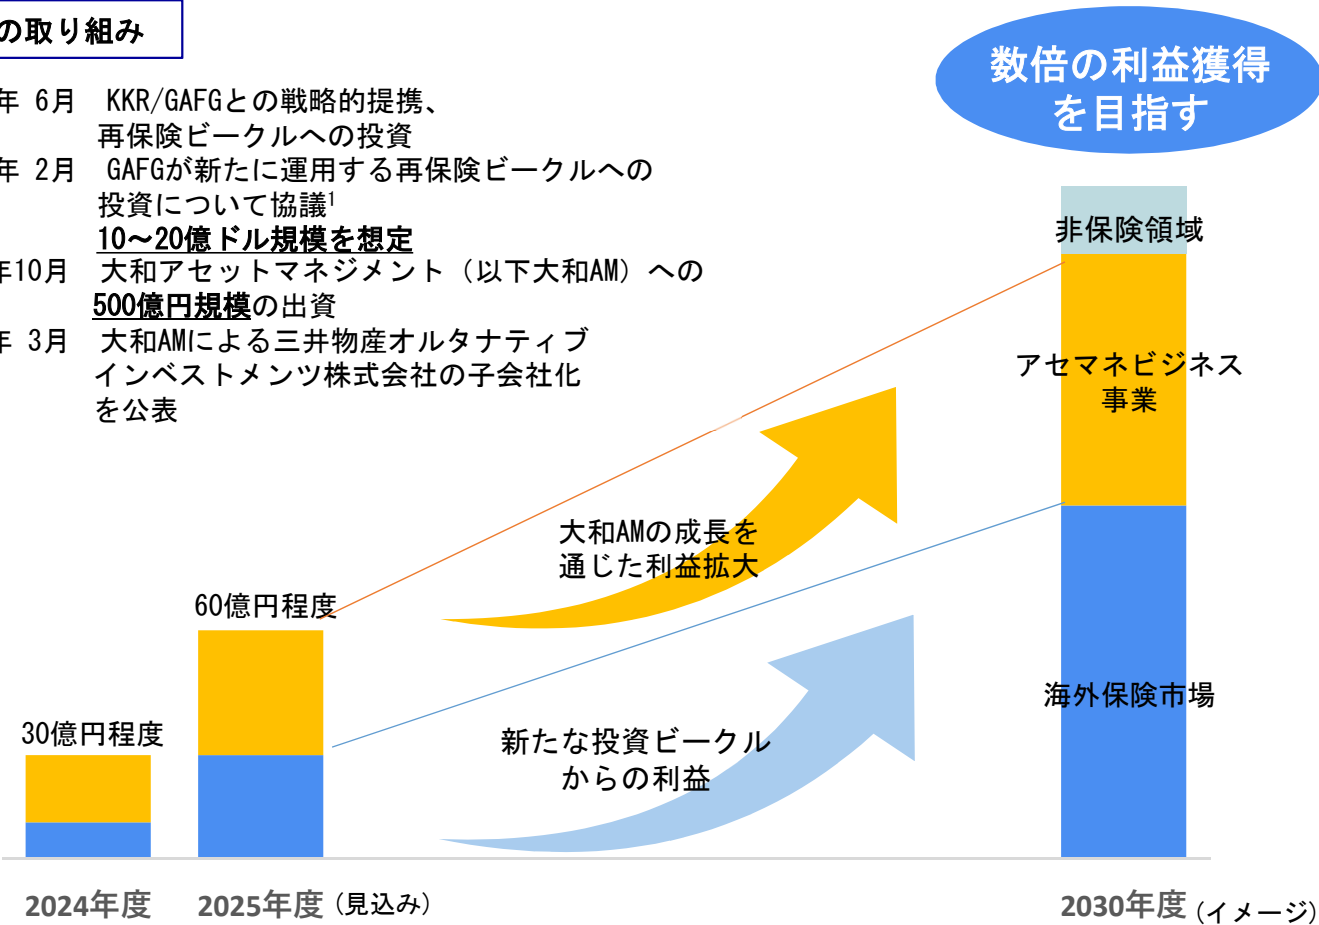 の取り組み
数倍の利益獲得
を目指す
年 6月 KKR/GAFGとの戦略的提携、
再保険ビークルへの投資
年 2月 GAFGが新たに運用する再保険ビークルへの
投資について協議1
10～20億ドル規模を想定
年10月 大和アセットマネジメント（以下大和AM）への
500億円規模の出資
年 3月 大和AMによる三井物産オルタナティブ
インベストメンツ株式会社の子会社化
を公表
非保険領域
アセマネビジネス
事業
海外保険市場
大和AMの成長を
通じた利益拡大
新たな投資ビークル
からの利益
60億円程度
30億円程度
2024年度 2025年度 (見込み) 2030年度 (イメージ)